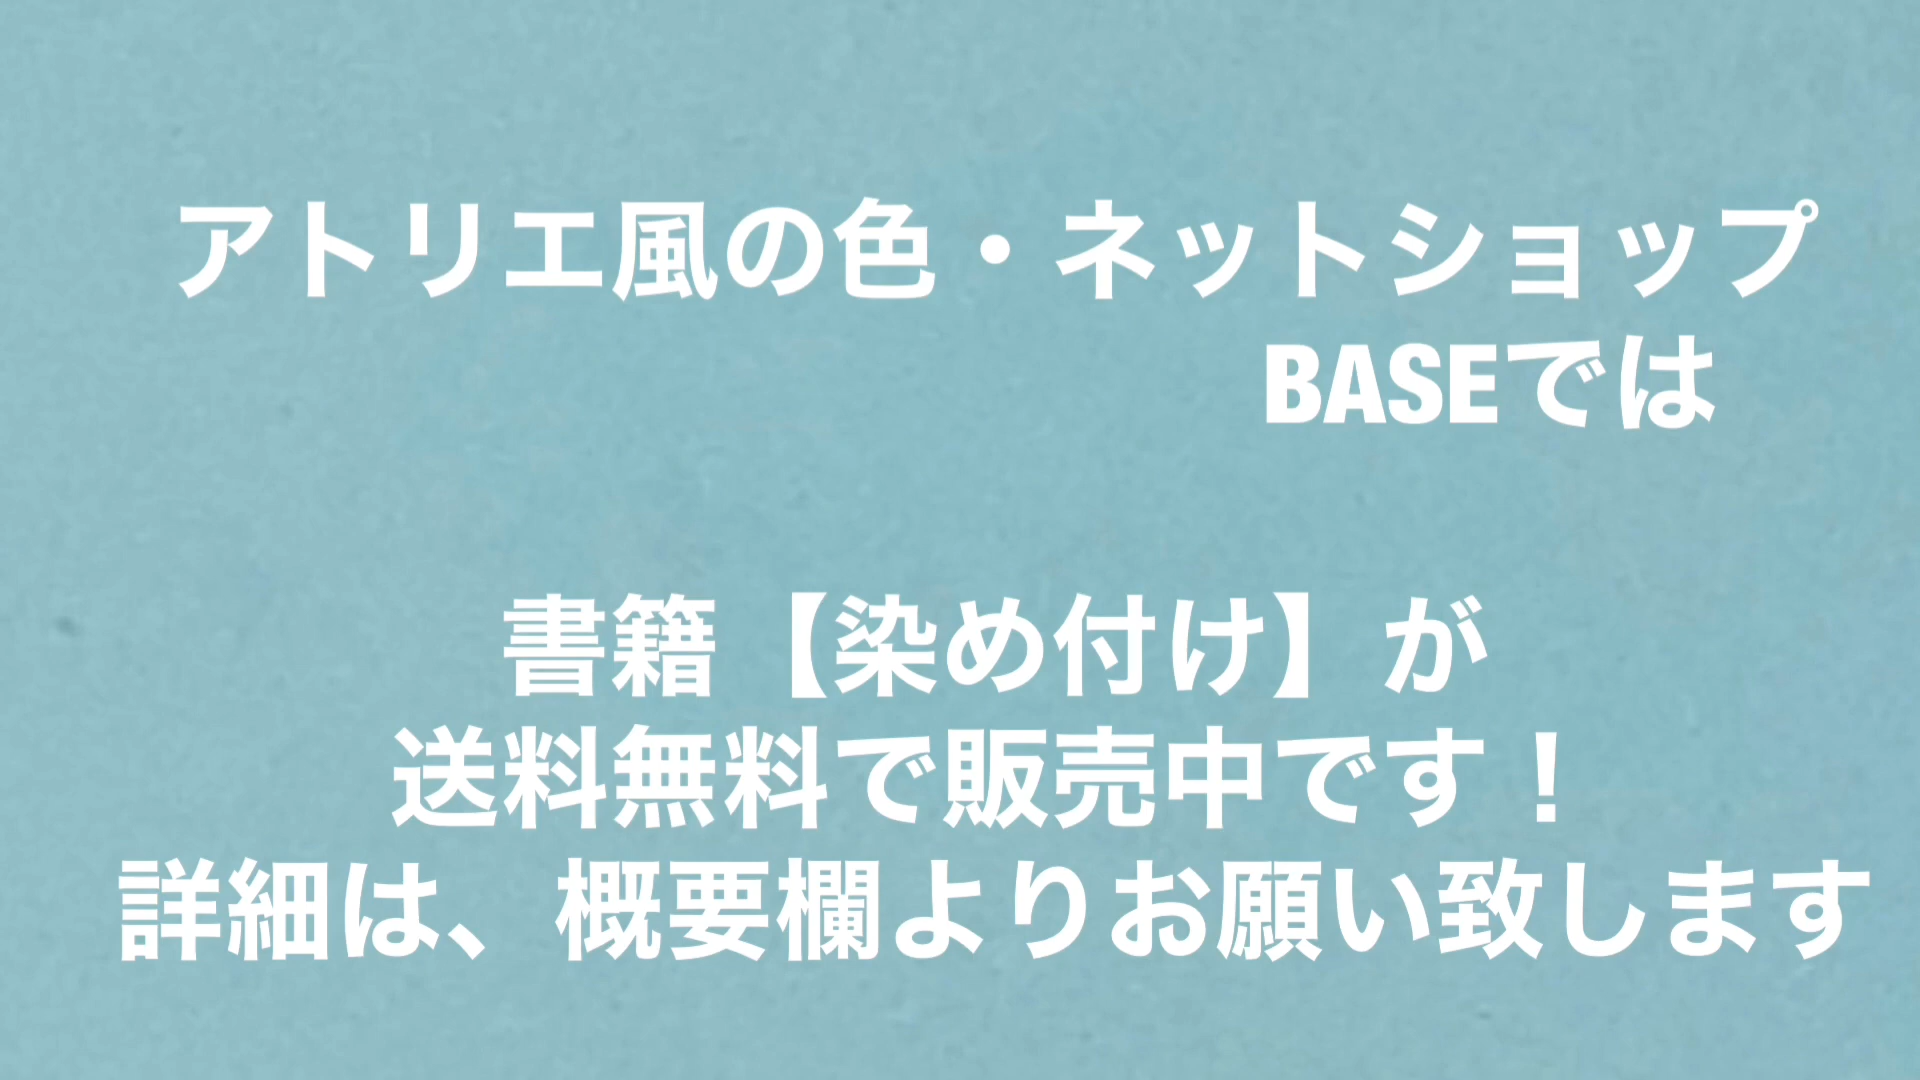 アトリエ風の色・ネットショップ
BASEでは
書籍【染め付け】が
送料無料で販売中です！
詳細は、概要欄よりお願い致します